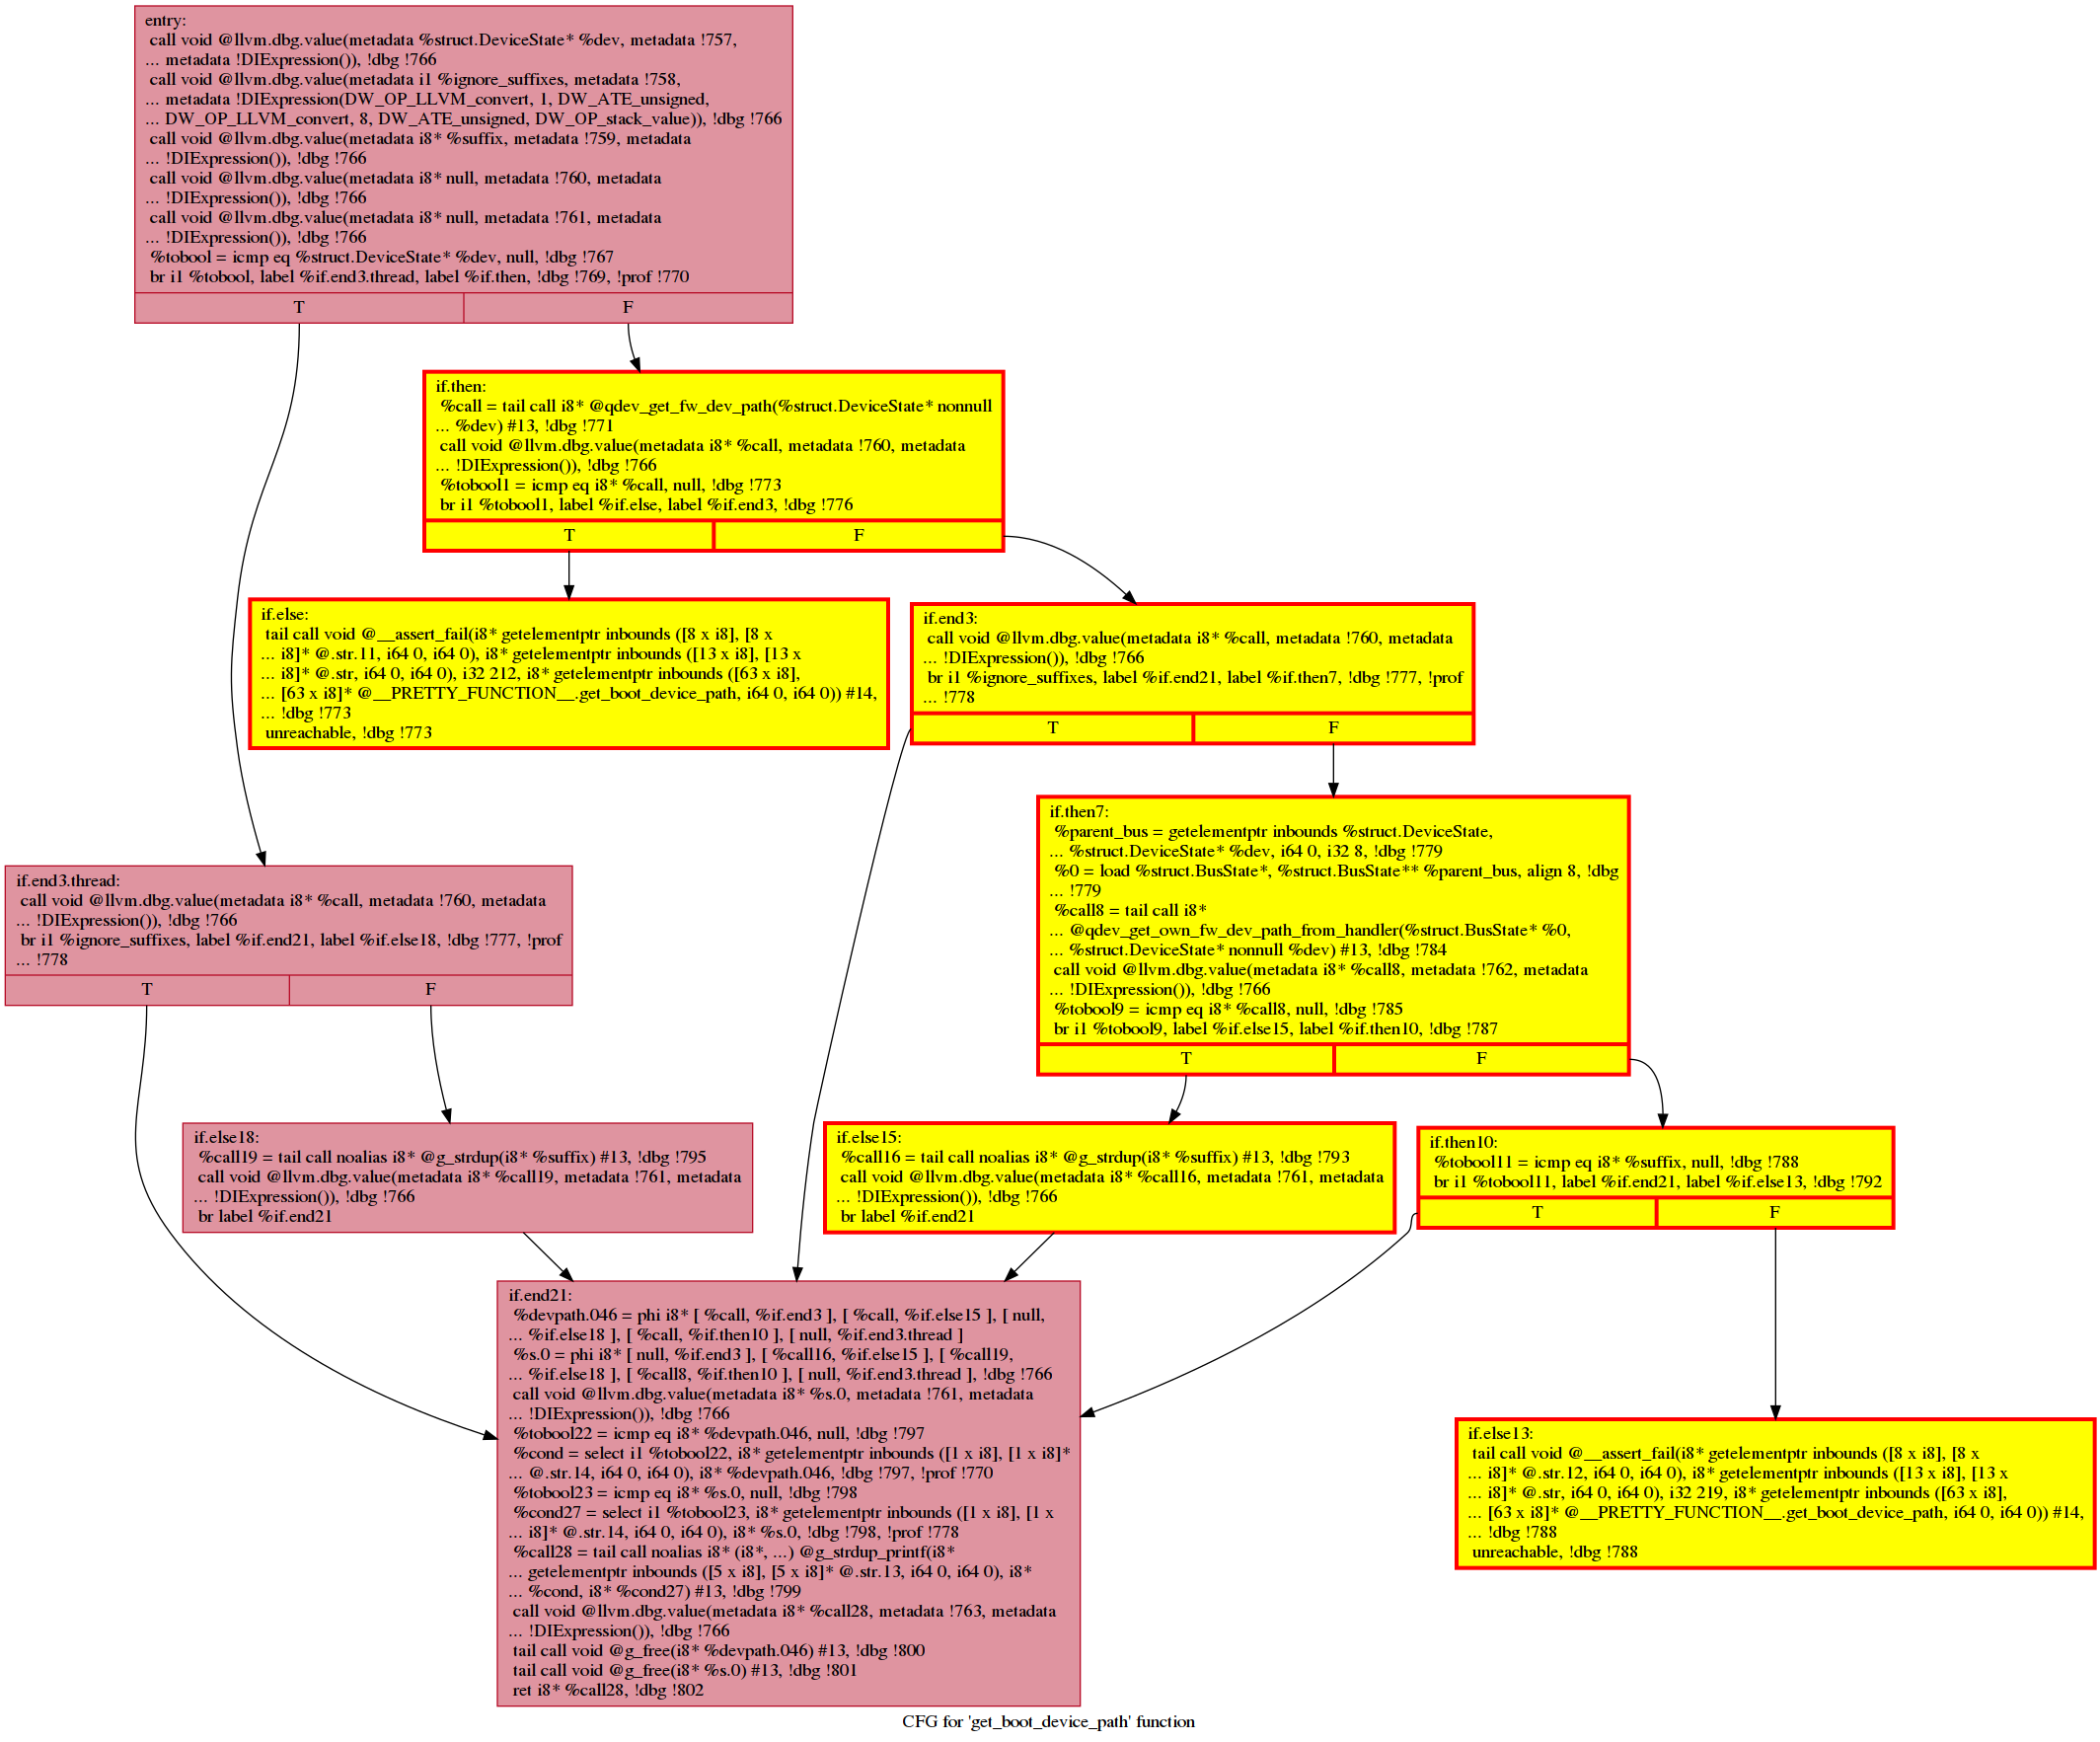 entry:
call void @llvm.dbg.value(metadata %struct.DeviceState* %dev, metadata !757,
... metadata !DIExpression()), !dbg !766
call void @llvm.dbg.value(metadata i1 %ignore_suffixes, metadata !758,
... metadata !DIExpression(DW_OP_LLVM_convert, 1, DW_ATE_unsigned,
... DW_OP_LLVM_convert, 8, DW_ATE_unsigned, DW_OP_stack_value)), !dbg !766
call void @llvm.dbg.value(metadata i8* %suffix, metadata !759, metadata
... !DIExpression()), !dbg !766
call void @llvm.dbg.value(metadata i8* null, metadata !760, metadata
... !DIExpression()), !dbg !766
call void @llvm.dbg.value(metadata i8* null, metadata !761, metadata
... !DIExpression()), !dbg !766
%tobool = icmp eq %struct.DeviceState* %dev, null, !dbg !767
br i1 %tobool, label %if.end3.thread, label %if.then, !dbg !769, !prof !770
T F
if.then:
%call = tail call i8* @qdev_get_fw_dev_path(%struct.DeviceState* nonnull
... %dev) #13, !dbg !771
call void @llvm.dbg.value(metadata i8* %call, metadata !760, metadata
... !DIExpression()), !dbg !766
%tobool1 = icmp eq i8* %call, null, !dbg !773
br i1 %tobool1, label %if.else, label %if.end3, !dbg !776
T F
if.else:
tail call void @__assert_fail(i8* getelementptr inbounds ([8 x i8], [8 x
... i8]* @.str.11, i64 0, i64 0), i8* getelementptr inbounds ([13 x i8], [13 x
... i8]* @.str, i64 0, i64 0), i32 212, i8* getelementptr inbounds ([63 x i8],
... [63 x i8]* @__PRETTY_FUNCTION__.get_boot_device_path, i64 0, i64 0)) #14,
... !dbg !773
unreachable, !dbg !773
if.end3:
call void @llvm.dbg.value(metadata i8* %call, metadata !760, metadata
... !DIExpression()), !dbg !766
br i1 %ignore_suffixes, label %if.end21, label %if.then7, !dbg !777, !prof
... !778
T F
if.then7:
%parent_bus = getelementptr inbounds %struct.DeviceState,
... %struct.DeviceState* %dev, i64 0, i32 8, !dbg !779
%0 = load %struct.BusState*, %struct.BusState** %parent_bus, align 8, !dbg
... !779
%call8 = tail call i8*
... @qdev_get_own_fw_dev_path_from_handler(%struct.BusState* %0,
... %struct.DeviceState* nonnull %dev) #13, !dbg !784
call void @llvm.dbg.value(metadata i8* %call8, metadata !762, metadata
... !DIExpression()), !dbg !766
%tobool9 = icmp eq i8* %call8, null, !dbg !785
br i1 %tobool9, label %if.else15, label %if.then10, !dbg !787
T F
if.end3.thread:
call void @llvm.dbg.value(metadata i8* %call, metadata !760, metadata
... !DIExpression()), !dbg !766
br i1 %ignore_suffixes, label %if.end21, label %if.else18, !dbg !777, !prof
... !778
T F
if.else18:
%call19 = tail call noalias i8* @g_strdup(i8* %suffix) #13, !dbg !795
call void @llvm.dbg.value(metadata i8* %call19, metadata !761, metadata
... !DIExpression()), !dbg !766
br label %if.end21
if.else15:
%call16 = tail call noalias i8* @g_strdup(i8* %suffix) #13, !dbg !793
call void @llvm.dbg.value(metadata i8* %call16, metadata !761, metadata
... !DIExpression()), !dbg !766
br label %if.end21
if.then10:
%tobool11 = icmp eq i8* %suffix, null, !dbg !788
br i1 %tobool11, label %if.end21, label %if.else13, !dbg !792
T F
if.end21:
%devpath.046 = phi i8* [ %call, %if.end3 ], [ %call, %if.else15 ], [ null,
... %if.else18 ], [ %call, %if.then10 ], [ null, %if.end3.thread ]
%s.0 = phi i8* [ null, %if.end3 ], [ %call16, %if.else15 ], [ %call19,
... %if.else18 ], [ %call8, %if.then10 ], [ null, %if.end3.thread ], !dbg !766
call void @llvm.dbg.value(metadata i8* %s.0, metadata !761, metadata
... !DIExpression()), !dbg !766
%tobool22 = icmp eq i8* %devpath.046, null, !dbg !797
%cond = select i1 %tobool22, i8* getelementptr inbounds ([1 x i8], [1 x i8]*
... @.str.14, i64 0, i64 0), i8* %devpath.046, !dbg !797, !prof !770
%tobool23 = icmp eq i8* %s.0, null, !dbg !798
%cond27 = select i1 %tobool23, i8* getelementptr inbounds ([1 x i8], [1 x
... i8]* @.str.14, i64 0, i64 0), i8* %s.0, !dbg !798, !prof !778
%call28 = tail call noalias i8* (i8*, ...) @g_strdup_printf(i8*
... getelementptr inbounds ([5 x i8], [5 x i8]* @.str.13, i64 0, i64 0), i8*
... %cond, i8* %cond27) #13, !dbg !799
call void @llvm.dbg.value(metadata i8* %call28, metadata !763, metadata
... !DIExpression()), !dbg !766
tail call void @g_free(i8* %devpath.046) #13, !dbg !800
tail call void @g_free(i8* %s.0) #13, !dbg !801
ret i8* %call28, !dbg !802
if.else13:
tail call void @__assert_fail(i8* getelementptr inbounds ([8 x i8], [8 x
... i8]* @.str.12, i64 0, i64 0), i8* getelementptr inbounds ([13 x i8], [13 x
... i8]* @.str, i64 0, i64 0), i32 219, i8* getelementptr inbounds ([63 x i8],
... [63 x i8]* @__PRETTY_FUNCTION__.get_boot_device_path, i64 0, i64 0)) #14,
... !dbg !788
unreachable, !dbg !788
CFG for 'get_boot_device_path' function